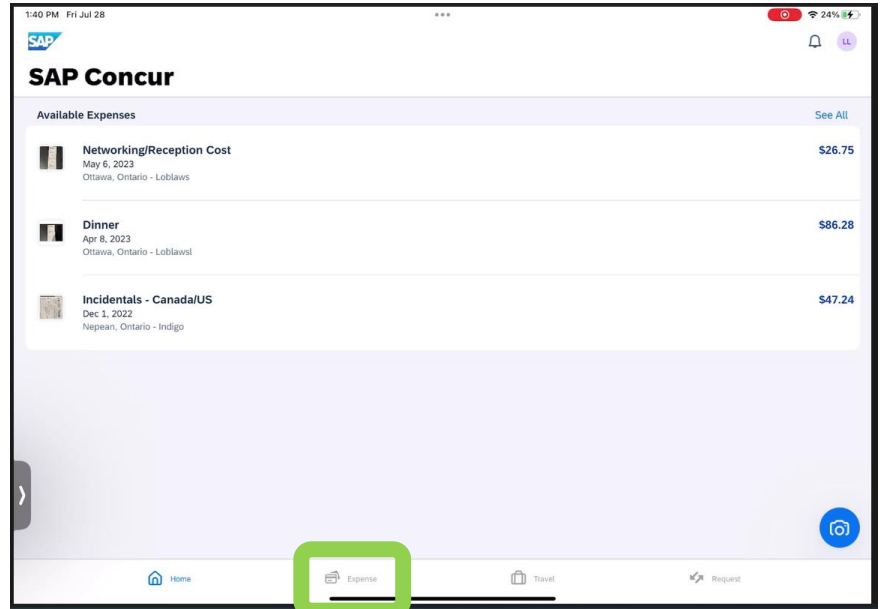 1:40 PM Fri Jul 28
24%
SAP
LL
SAP Concur
Available Expenses
See All
Networking/Reception Cost
$26.75
May 6, 2023
Ottawa, Ontario - Loblaws
Dinner
$86.28
Apr 8, 2023
Ottawa, Ontario - Loblawsl
Incidentals - Canada/US
$47.24
Dec 1, 2022
Nepean, Ontario - Indigo
Home
Expense
Travel
Request